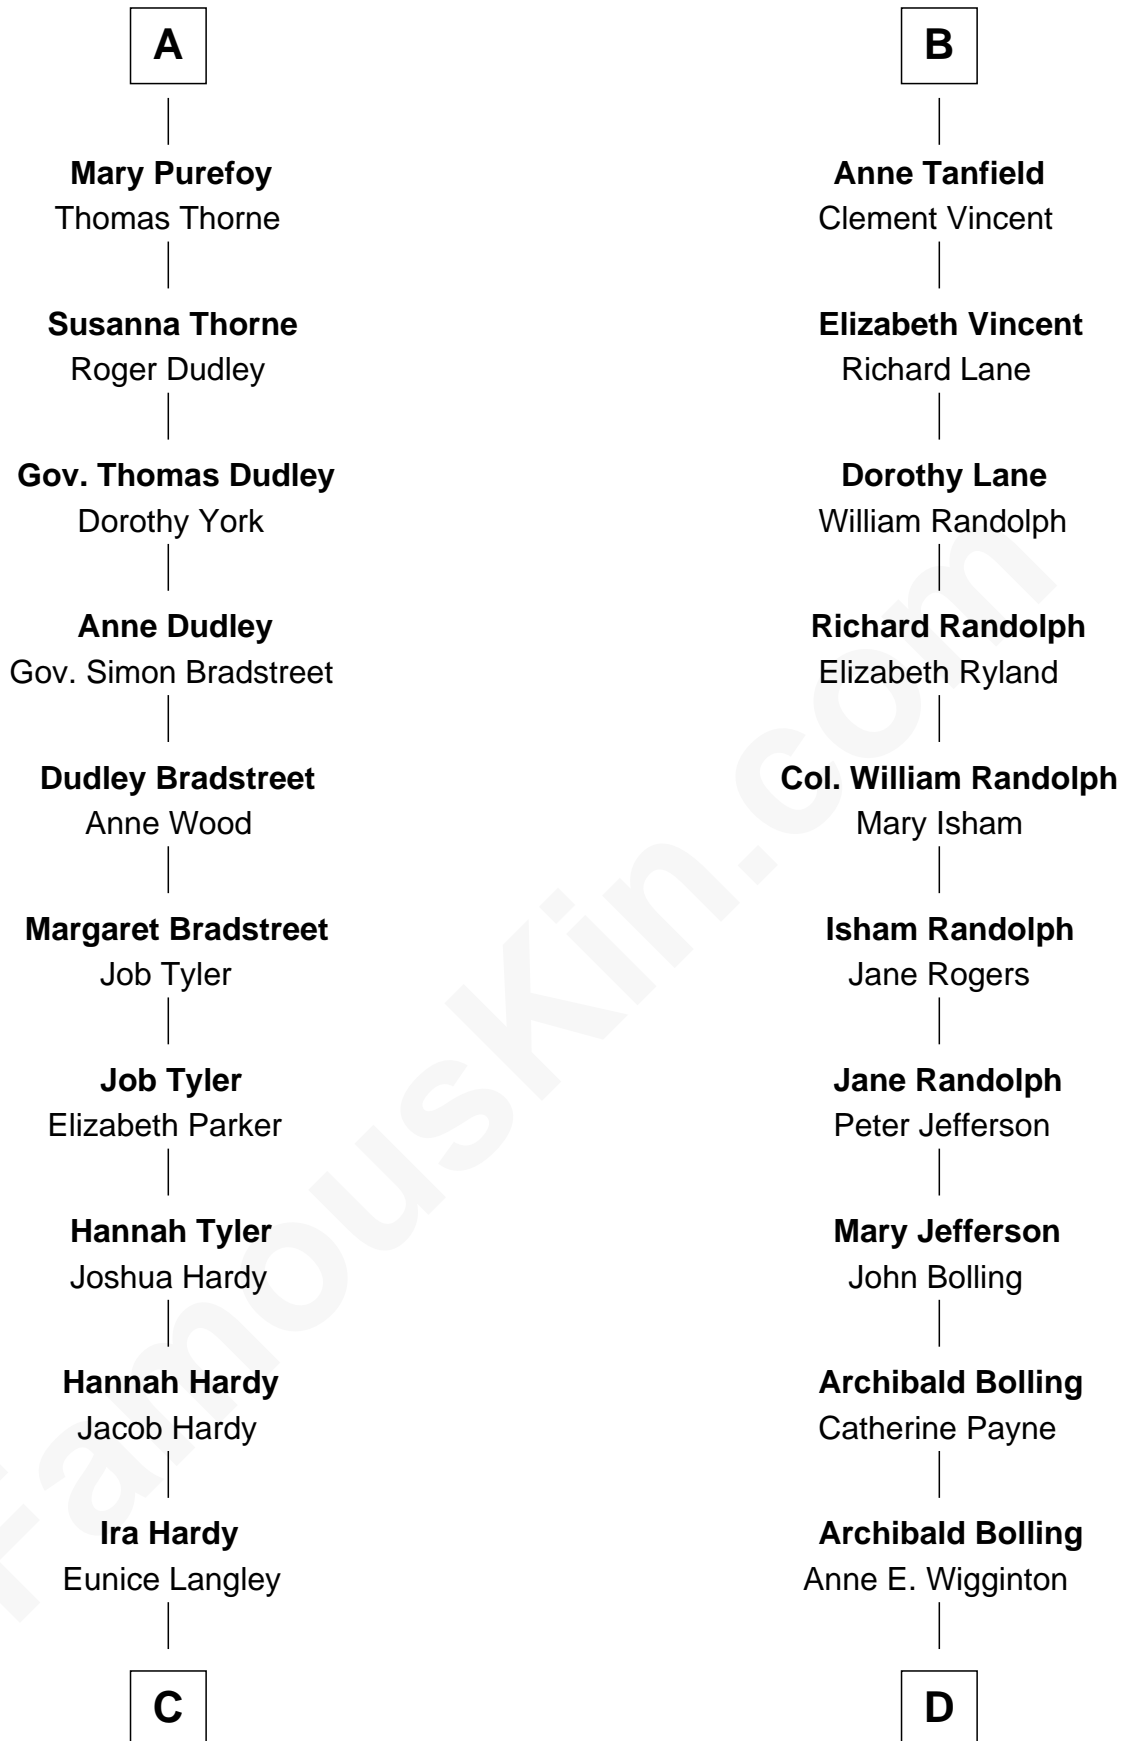 A
Mary Purefoy
Thomas Thorne
Susanna Thorne
Roger Dudley
Gov. Thomas Dudley
Dorothy York
Anne Dudley
Gov. Simon Bradstreet
Dudley Bradstreet
Anne Wood
Margaret Bradstreet
Job Tyler
Job Tyler
Elizabeth Parker
Hannah Tyler
Joshua Hardy
Hannah Hardy
Jacob Hardy
Ira Hardy
Eunice Langley
C
B
Anne Tanfield
Clement Vincent
Elizabeth Vincent
Richard Lane
Dorothy Lane
William Randolph
Richard Randolph
Elizabeth Ryland
Col. William Randolph
Mary Isham
Isham Randolph
Jane Rogers
Jane Randolph
Peter Jefferson
Mary Jefferson
John Bolling
Archibald Bolling
Catherine Payne
Archibald Bolling
Anne E. Wigginton
D
FamousKin.com